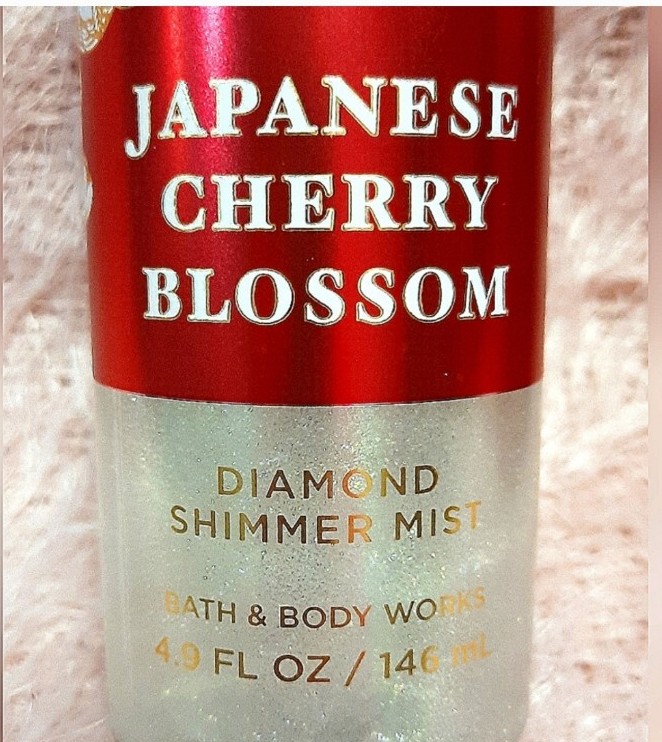 JAPANESE
CHERRY
BLOSSOM
DIAMOND
SHIMMER MIST
BATH & BODY WORKS
4.9 FL OZ / 146 mL